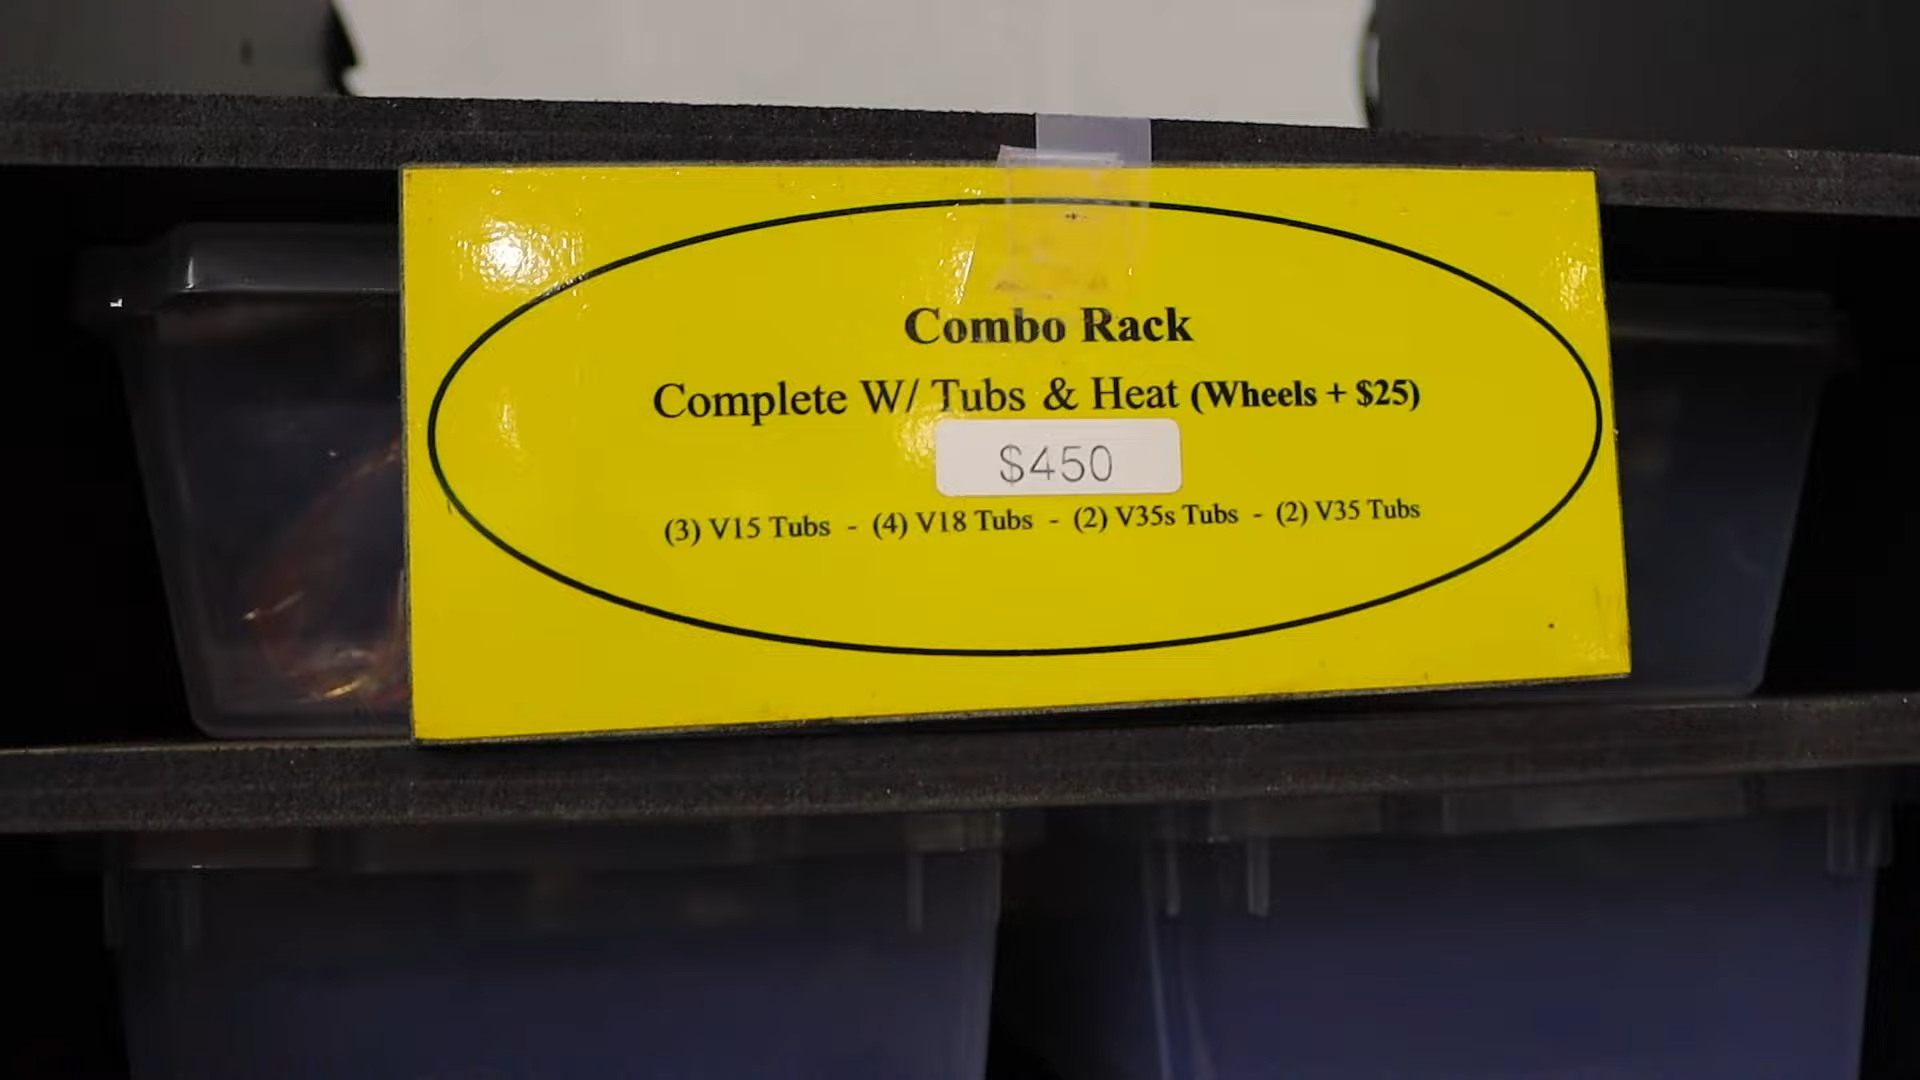 Combo Rack
Complete W/ Tubs & Heat (Wheels + $25)
$450
(3) V15 Tubs - (4) V18 Tubs - (2) V35s Tubs - (2) V35 Tubs